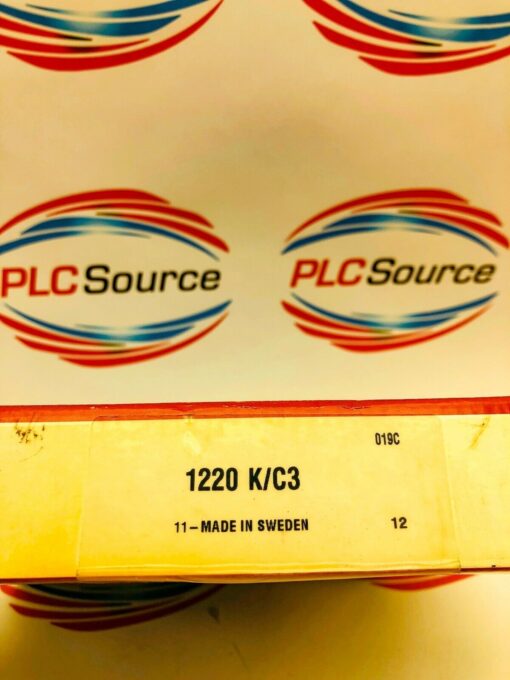 PLCSource PLCSource
019C
1220 K/C3
11-MADE IN SWEDEN 12